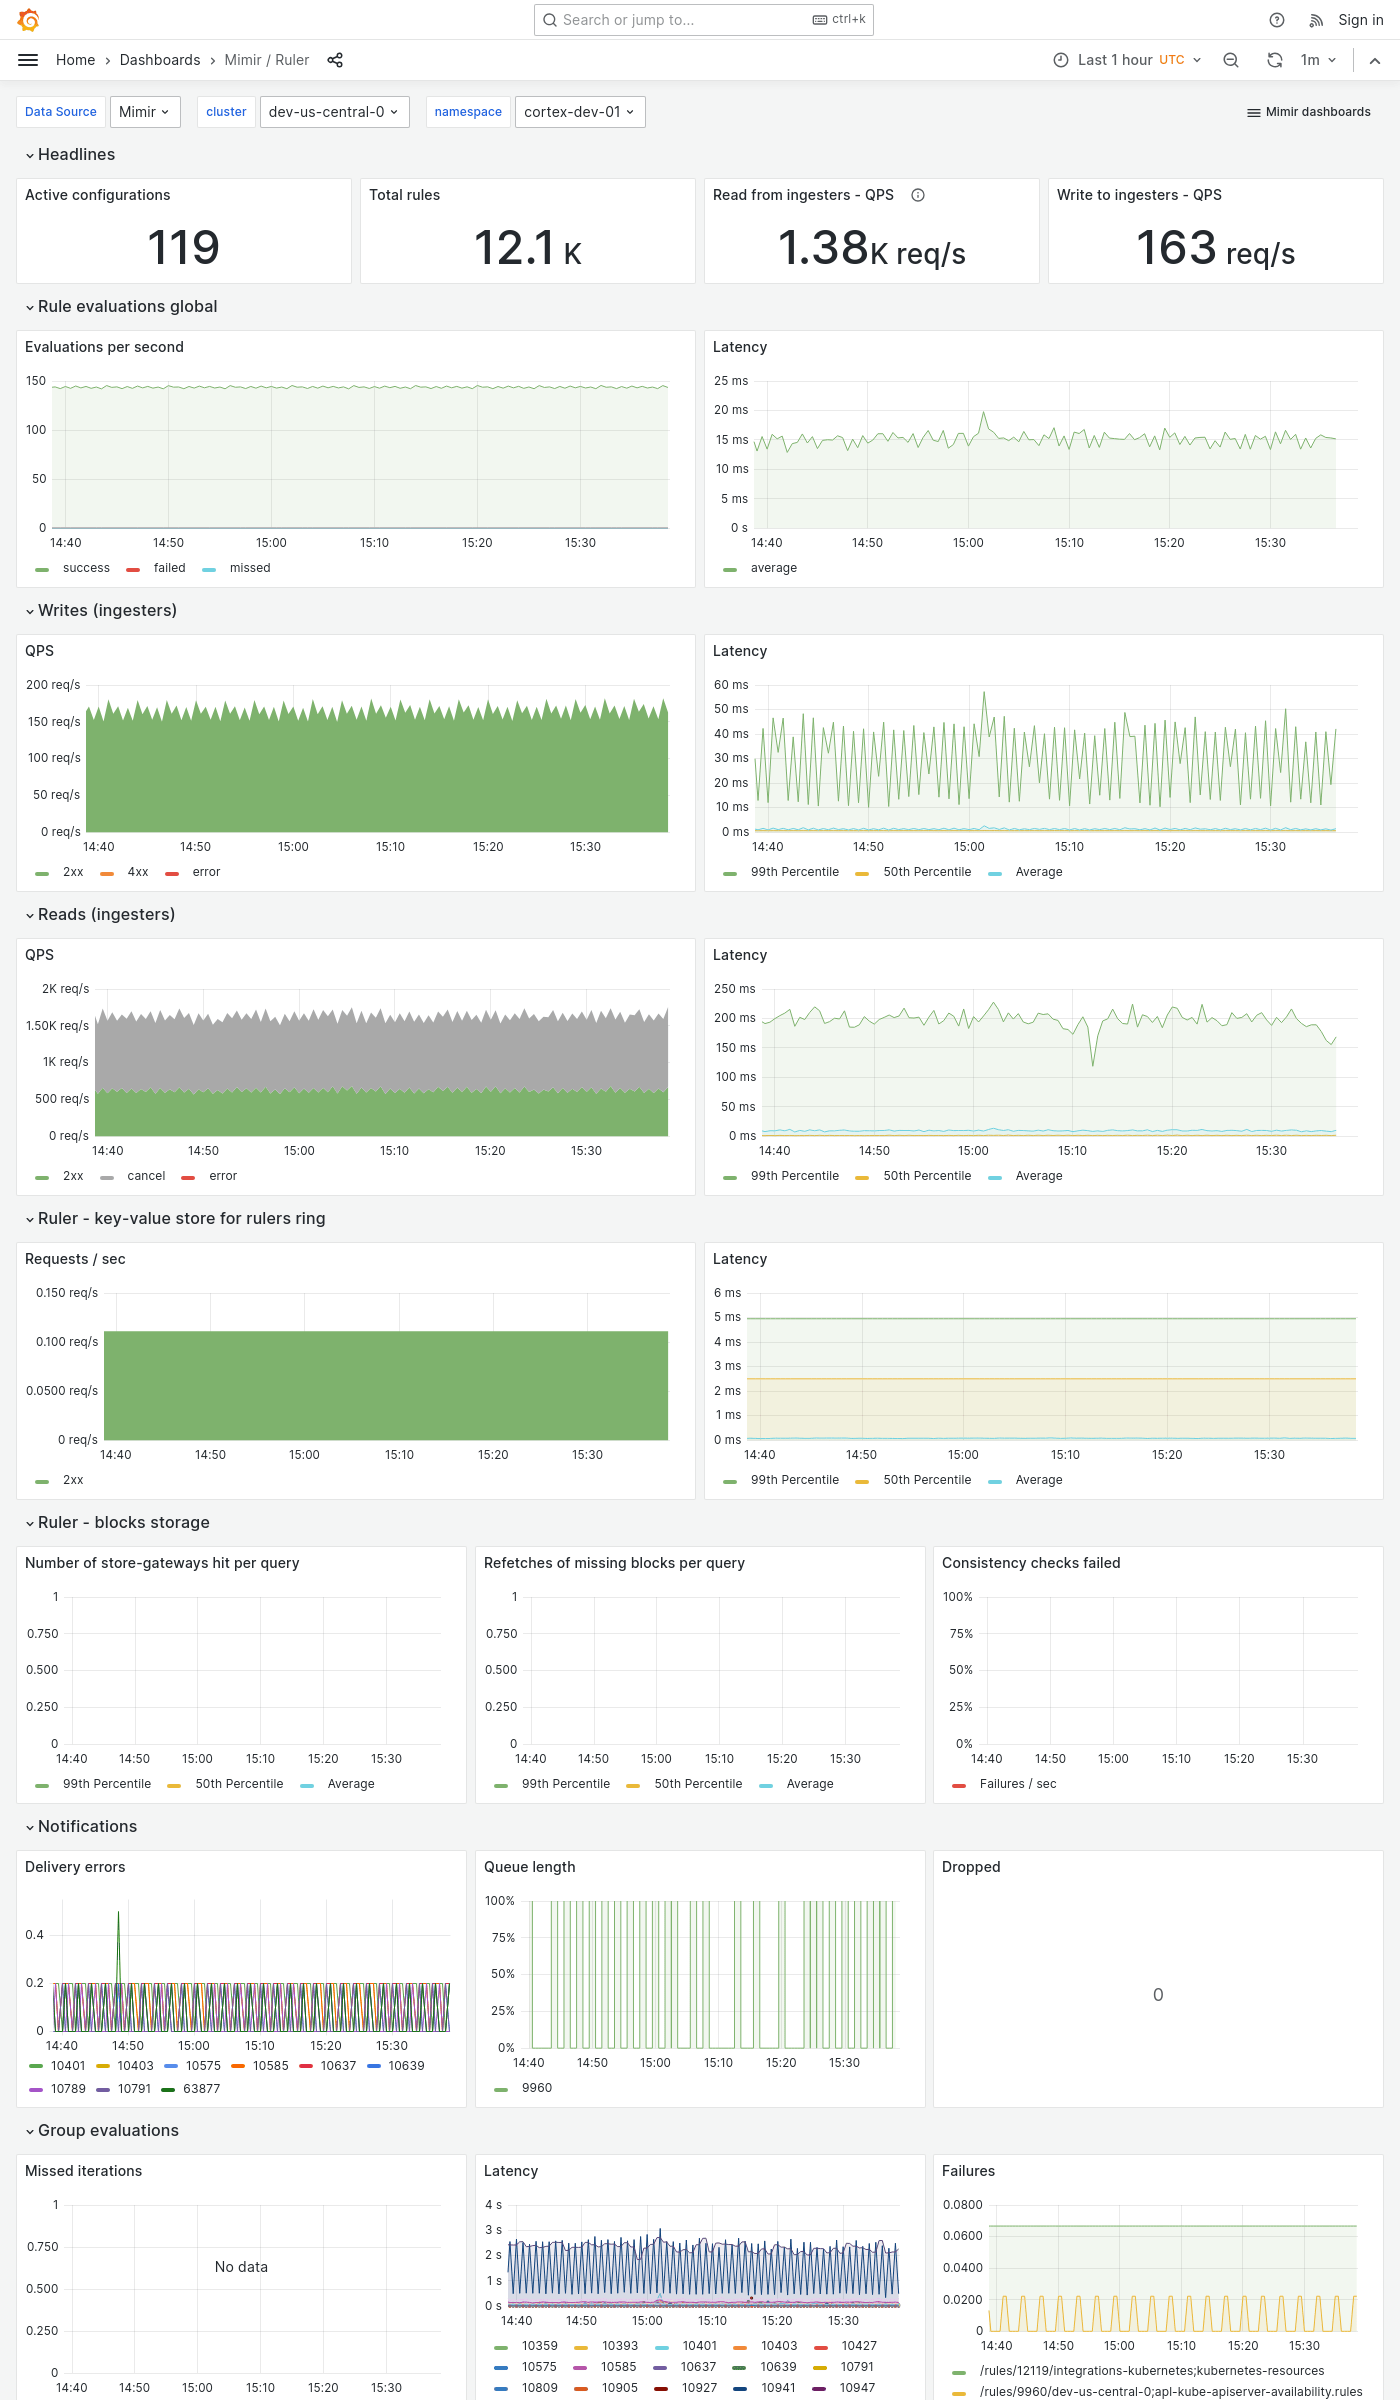 Search or jump to... ctrl+k Sign in
Home › Dashboards › Mimir / Ruler Last 1 hour UTC 1m
Data Source Mimir cluster dev-us-central-0 namespace cortex-dev-01 Mimir dashboards
Headlines
Active configurations Total rules Read from ingesters - QPS Write to ingesters - QPS
119 12.1 K 1.38K req/s 163 req/s
Rule evaluations global
Evaluations per second
150
100
50
0
14:40 14:50 15:00 15:10 15:20 15:30
success failed missed
Latency
25 ms
20 ms
15 ms
10 ms
5 ms
0 s
14:40 14:50 15:00 15:10 15:20 15:30
average
Writes (ingesters)
QPS
200 req/s
150 req/s
100 req/s
50 req/s
0 req/s
14:40 14:50 15:00 15:10 15:20 15:30
2xx 4xx error
Latency
60 ms
50 ms
40 ms
30 ms
20 ms
10 ms
0 ms
14:40 14:50 15:00 15:10 15:20 15:30
99th Percentile 50th Percentile Average
Reads (ingesters)
QPS
2K req/s
1.50K req/s
1K req/s
500 req/s
0 req/s
14:40 14:50 15:00 15:10 15:20 15:30
2xx cancel error
Latency
250 ms
200 ms
150 ms
100 ms
50 ms
0 ms
14:40 14:50 15:00 15:10 15:20 15:30
99th Percentile 50th Percentile Average
Ruler - key-value store for rulers ring
Requests / sec
0.150 req/s
0.100 req/s
0.0500 req/s
0 req/s
14:40 14:50 15:00 15:10 15:20 15:30
2xx
Latency
6 ms
5 ms
4 ms
3 ms
2 ms
1 ms
0 ms
14:40 14:50 15:00 15:10 15:20 15:30
99th Percentile 50th Percentile Average
Ruler - blocks storage
Number of store-gateways hit per query
1
0.750
0.500
0.250
0
14:40 14:50 15:00 15:10 15:20 15:30
99th Percentile 50th Percentile Average
Refetches of missing blocks per query
1
0.750
0.500
0.250
0
14:40 14:50 15:00 15:10 15:20 15:30
99th Percentile 50th Percentile Average
Consistency checks failed
100%
75%
50%
25%
0%
14:40 14:50 15:00 15:10 15:20 15:30
Failures / sec
Notifications
Delivery errors
0.4
0.2
0
14:40 14:50 15:00 15:10 15:20 15:30
10401 10403 10575 10585 10637 10639
10789 10791 63877
Queue length
100%
75%
50%
25%
0%
14:40 14:50 15:00 15:10 15:20 15:30
9960
Dropped
0
Group evaluations
Missed iterations
1
0.750
0.500
0.250
0
No data
14:40 14:50 15:00 15:10 15:20 15:30
Latency
4 s
3 s
2 s
1 s
0 s
14:40 14:50 15:00 15:10 15:20 15:30
10359 10393 10401 10403 10427
10575 10585 10637 10639 10791
10809 10905 10927 10941 10947
Failures
0.0800
0.0600
0.0400
0.0200
0
14:40 14:50 15:00 15:10 15:20 15:30
/rules/12119/integrations-kubernetes;kubernetes-resources
/rules/9960/dev-us-central-0;apl-kube-apiserver-availability.rules